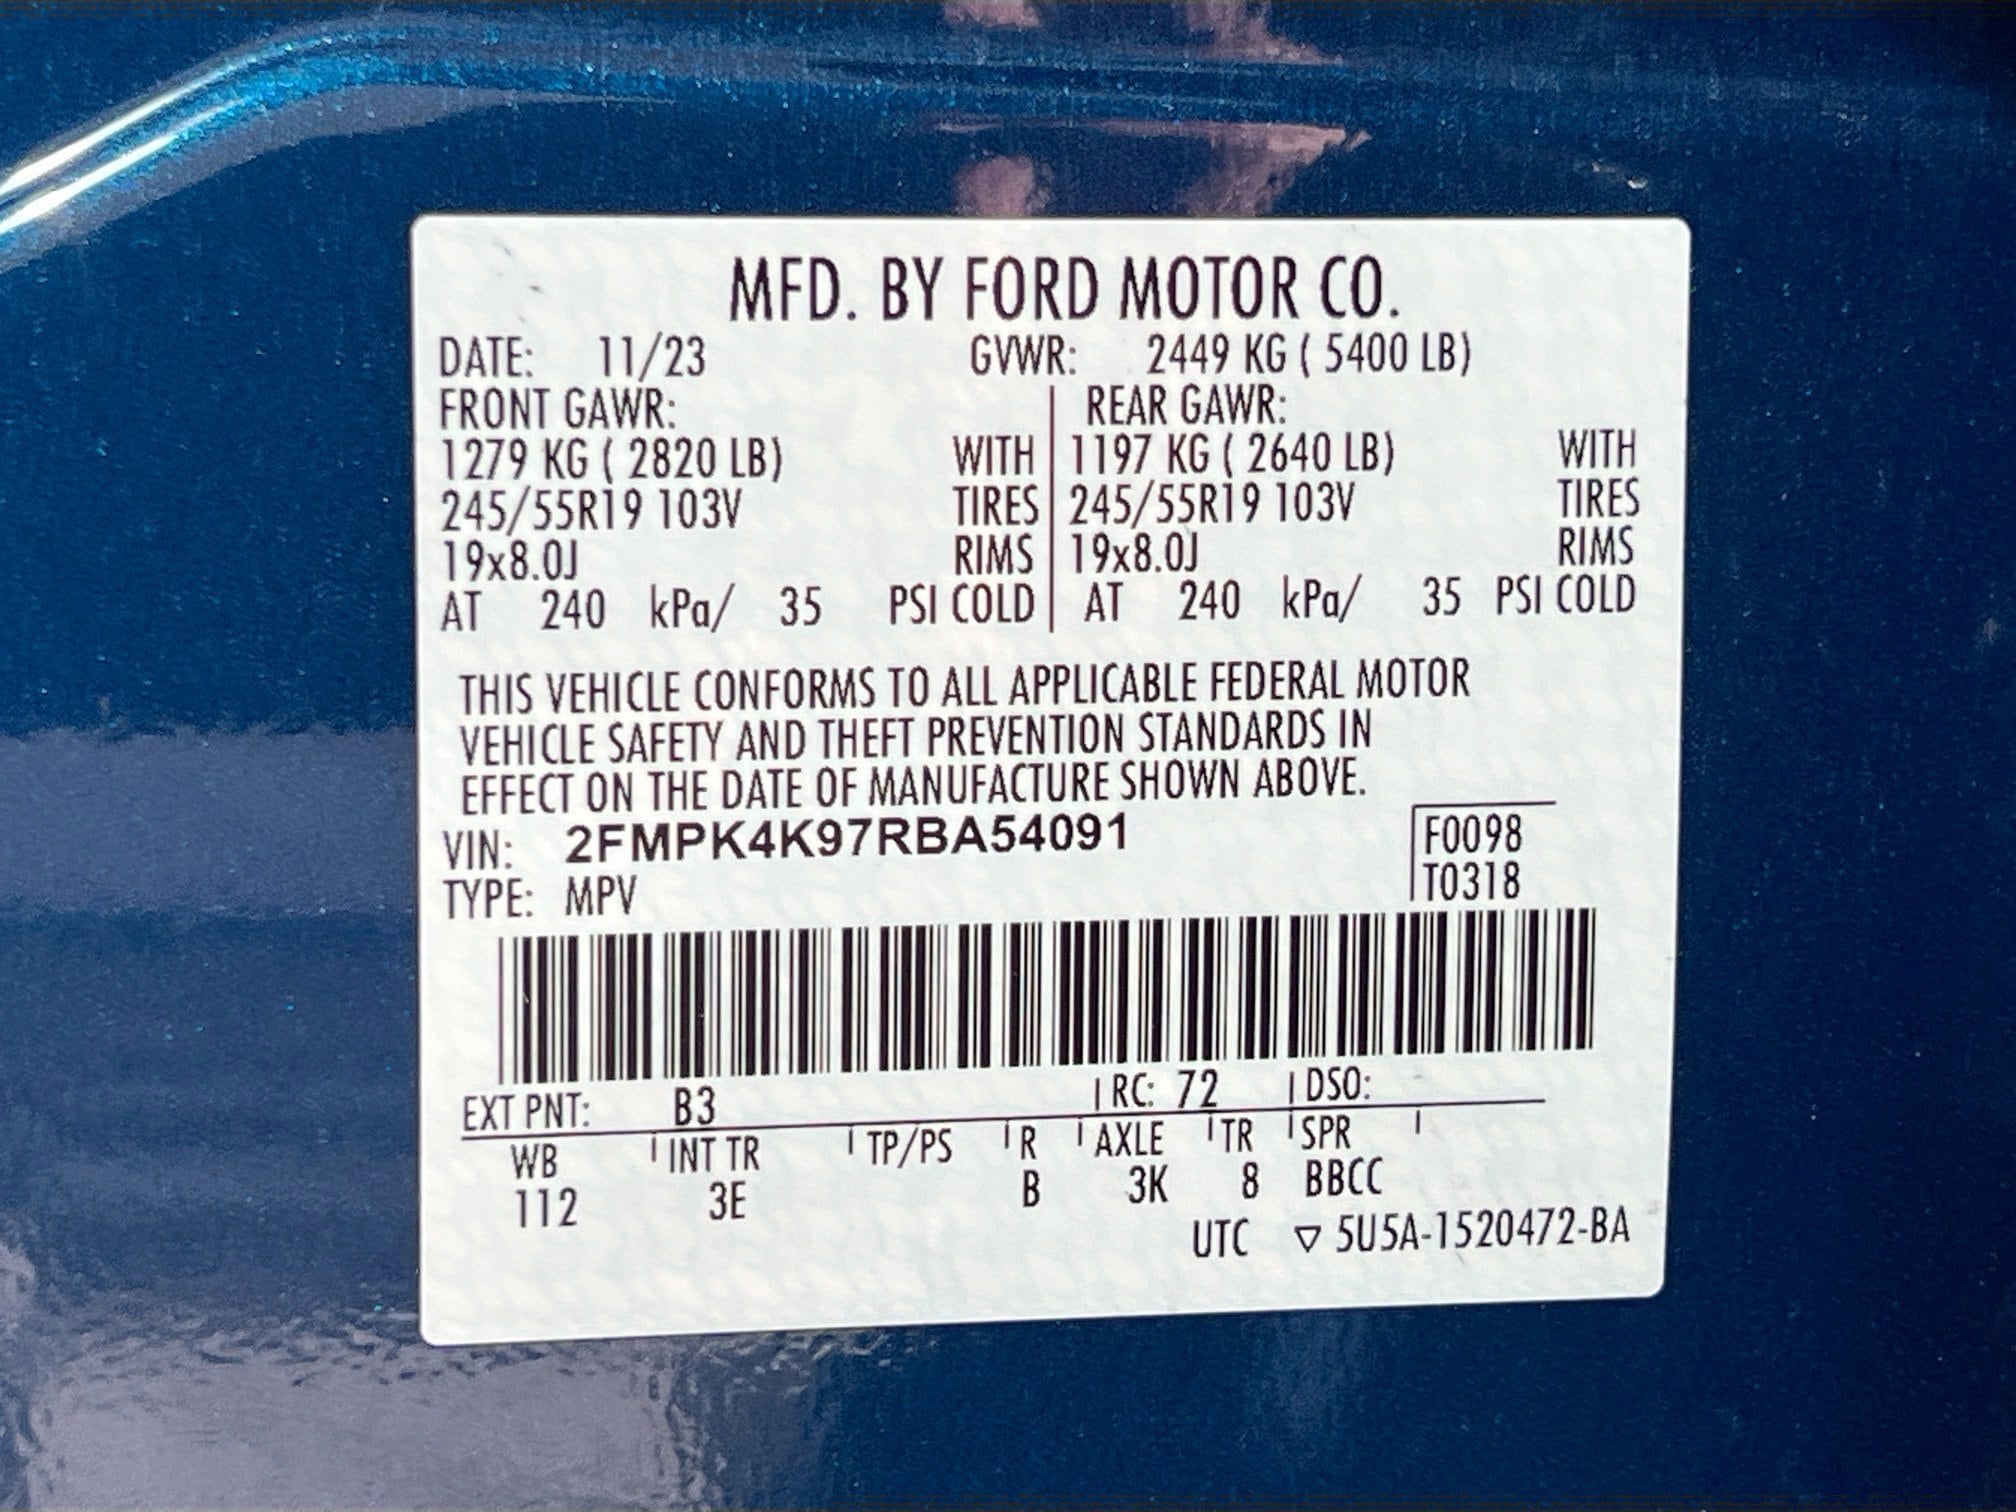 MFD. BY FORD MOTOR CO.
DATE: 11/23 GVWR: 2449 KG ( 5400 LB)
FRONT GAWR: REAR GAWR:
1279 KG ( 2820 LB) WITH 1197 KG ( 2640 LB) WITH
245/55R19 103V TIRES 245/55R19 103V TIRES
19x8.0J RIMS 19x8.0J RIMS
AT 240 kPa/ 35 PSI COLD AT 240 kPa/ 35 PSI COLD
THIS VEHICLE CONFORMS TO ALL APPLICABLE FEDERAL MOTOR
VEHICLE SAFETY AND THEFT PREVENTION STANDARDS IN
EFFECT ON THE DATE OF MANUFACTURE SHOWN ABOVE.
VIN: 2FMPK4K97RBA54091 F0098
TYPE: MPV T0318
EXT PNT: B3 RC: 72 DSO:
WB INT TR TP/PS R AXLE TR SPR
112 3E B 3K 8 BBCC
UTC ▽ 5U5A-1520472-BA